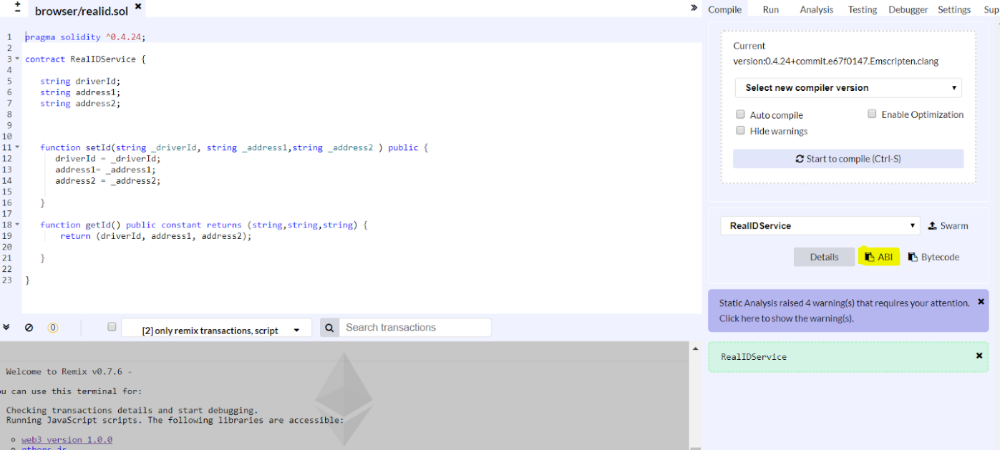 browser/realid.sol ×
» Compile Run Analysis Testing Debugger Settings Sup
1 pragma solidity ^0.4.24;
2
3 contract RealIDService {
4
5 string driverId;
6 string address1;
7 string address2;
8
9
10
11 function setId(string _driverId, string _address1,string _address2 ) public {
12 driverId = _driverId;
13 address1= _address1;
14 address2 = _address2;
15
16 }
17
18 function getId() public constant returns (string,string,string) {
19 return (driverId, address1, address2);
20
21 }
22
23 }
Current
version:0.4.24+commit.e67f0147.Emscripten.clang
Select new compiler version
Auto compile Enable Optimization
Hide warnings
Start to compile (Ctrl-S)
RealIDService Swarm
Details ABI Bytecode
Static Analysis raised 4 warning(s) that requires your attention. ×
Click here to show the warning(s).
RealIDService ×
0 [2] only remix transactions, script Search transactions
Welcome to Remix v0.7.6 -
ou can use this terminal for:
Checking transactions details and start debugging.
Running JavaScript scripts. The following libraries are accessible:
web3 version 1.0.0